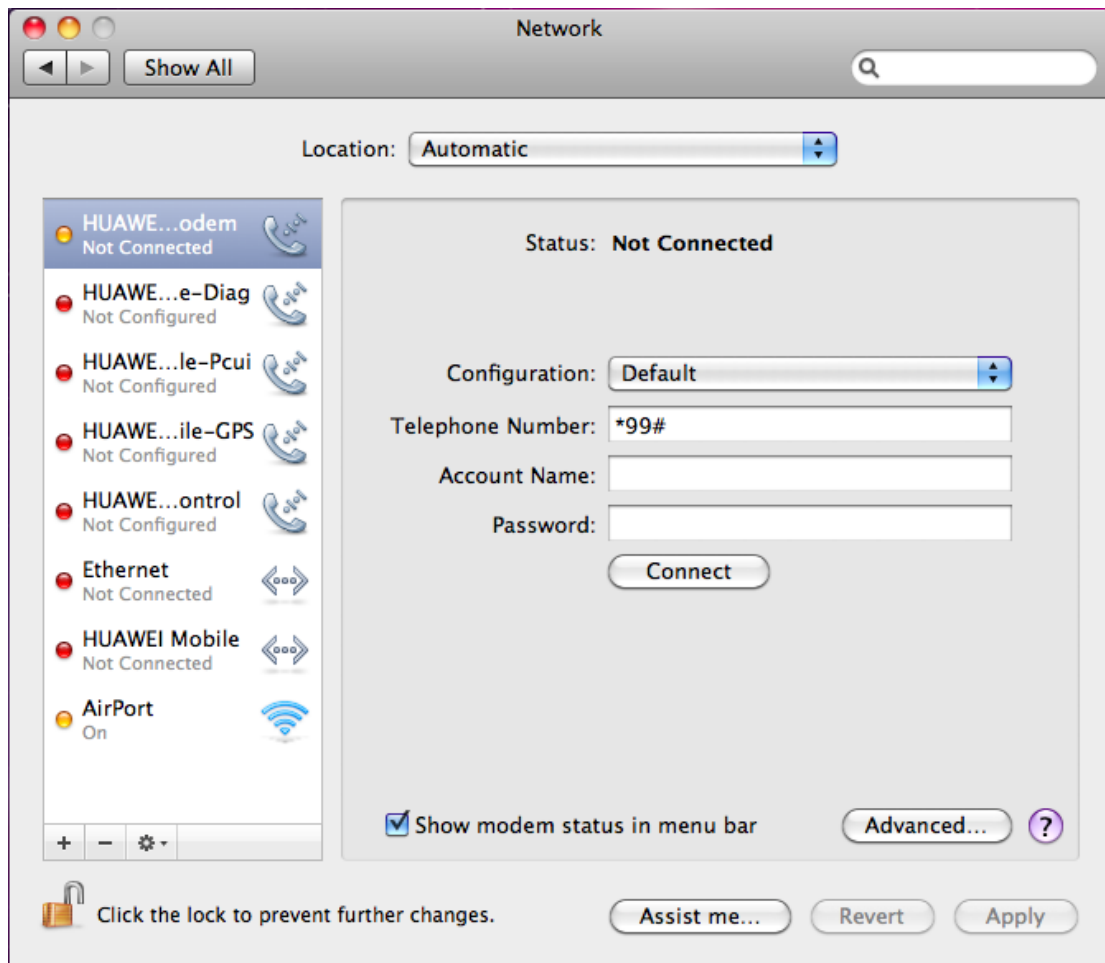 Network
Show All
Location: Automatic
HUAWE...odem
Not Connected
HUAWE...e-Diag
Not Configured
HUAWE...le-Pcui
Not Configured
HUAWE...ile-GPS
Not Configured
HUAWE...ontrol
Not Configured
Ethernet
Not Connected
HUAWEI Mobile
Not Connected
AirPort
On
Status: Not Connected
Configuration: Default
Telephone Number: *99#
Account Name:
Password:
Connect
Show modem status in menu bar
Advanced...
?
+ −
Click the lock to prevent further changes.
Assist me...
Revert
Apply